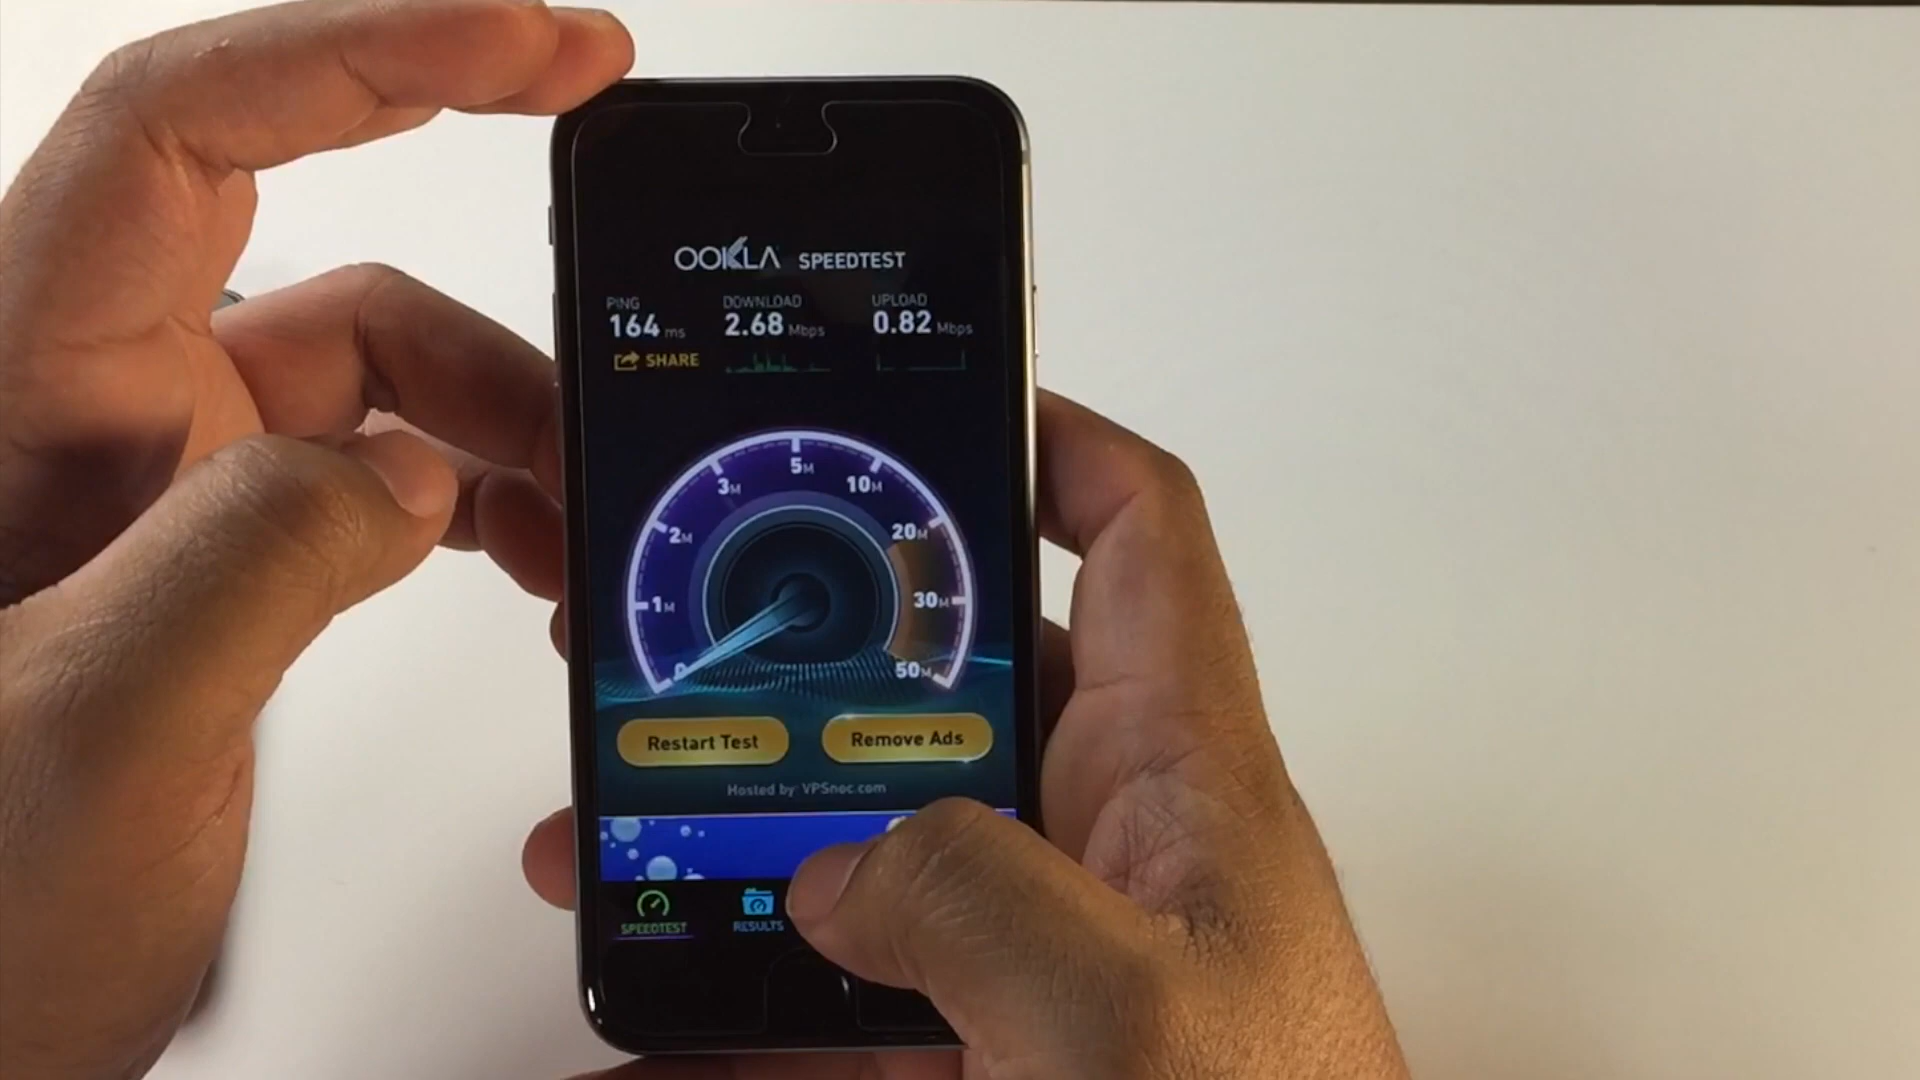 OOKLA SPEEDTEST
PING DOWNLOAD UPLOAD
164 ms 2.68 Mbps 0.82 Mbps
SHARE
5M
3M 10M
2M 20M
1M 30M
0 50M
Restart Test Remove Ads
Hosted by: VPSnoc.com
SPEEDTEST RESULTS